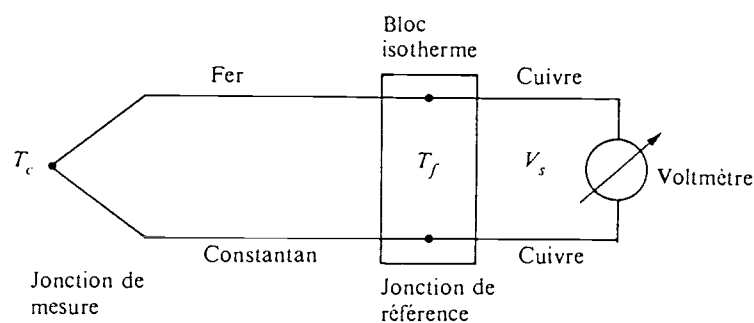 Bloc
isotherme
Fer
Cuivre
T_c
T_f
V_s
Voltmètre
Constantan
Cuivre
Jonction de
mesure
Jonction de
référence